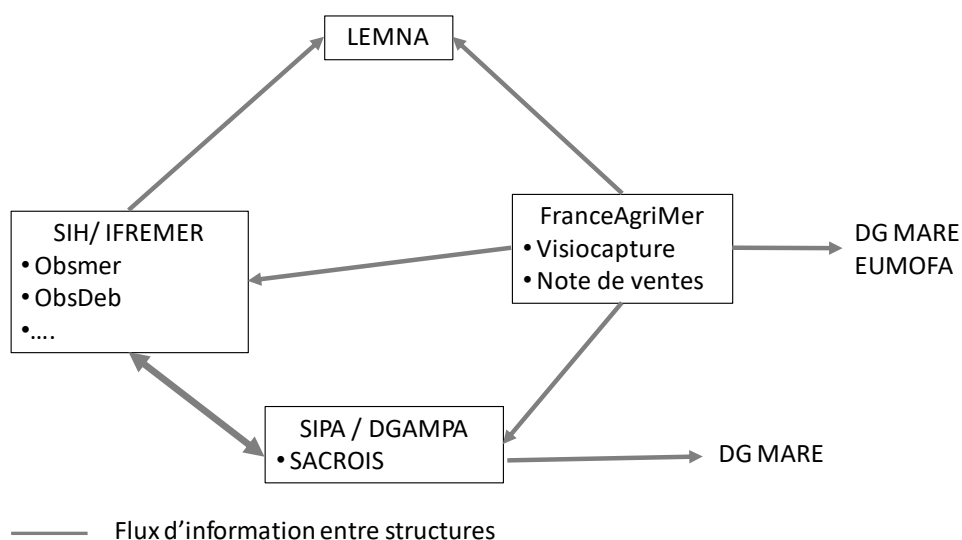 LEMNA
SIH/ IFREMER
• Obsmer
• ObsDeb
•....
FranceAgriMer
• Visiocapture
• Note de ventes
DG MARE
EUMOFA
SIPA / DGAMPA
• SACROIS
DG MARE
Flux d'information entre structures